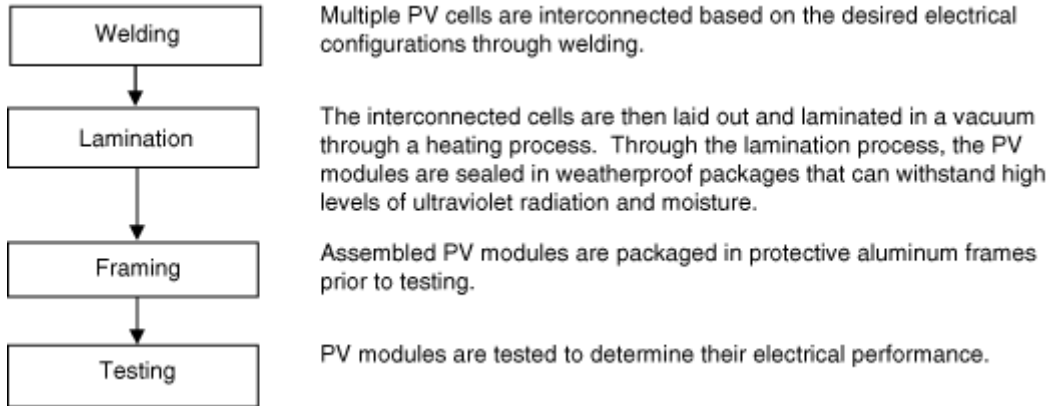 Welding
Multiple PV cells are interconnected based on the desired electrical
configurations through welding.
Lamination
The interconnected cells are then laid out and laminated in a vacuum
through a heating process.  Through the lamination process, the PV
modules are sealed in weatherproof packages that can withstand high
levels of ultraviolet radiation and moisture.
Framing
Assembled PV modules are packaged in protective aluminum frames
prior to testing.
Testing
PV modules are tested to determine their electrical performance.